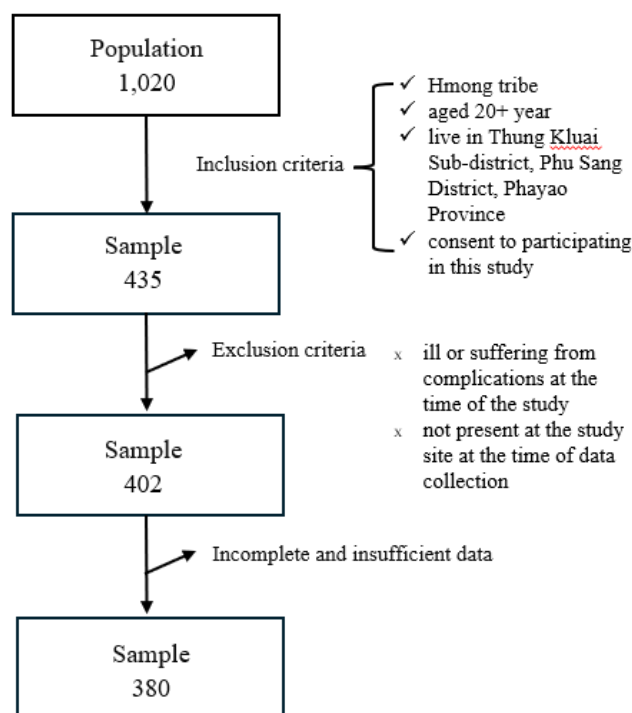 Population
1,020
Inclusion criteria
✓ Hmong tribe
✓ aged 20+ year
✓ live in Thung Kluai
Sub-district, Phu Sang
District, Phayao
Province
✓ consent to participating
in this study
Sample
435
Exclusion criteria
x ill or suffering from
complications at the
time of the study
x not present at the study
site at the time of data
collection
Sample
402
Incomplete and insufficient data
Sample
380